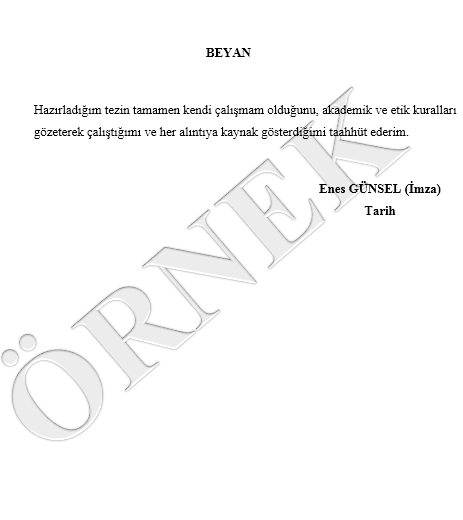 BEYAN
Hazırladığım tezin tamamen kendi çalışmam olduğunu, akademik ve etik kuralları
gözeterek çalıştığımı ve her alıntıya kaynak gösterdiğimi taahhüt ederim.
Enes GÜNSEL (İmza)
Tarih
ÖRNEK